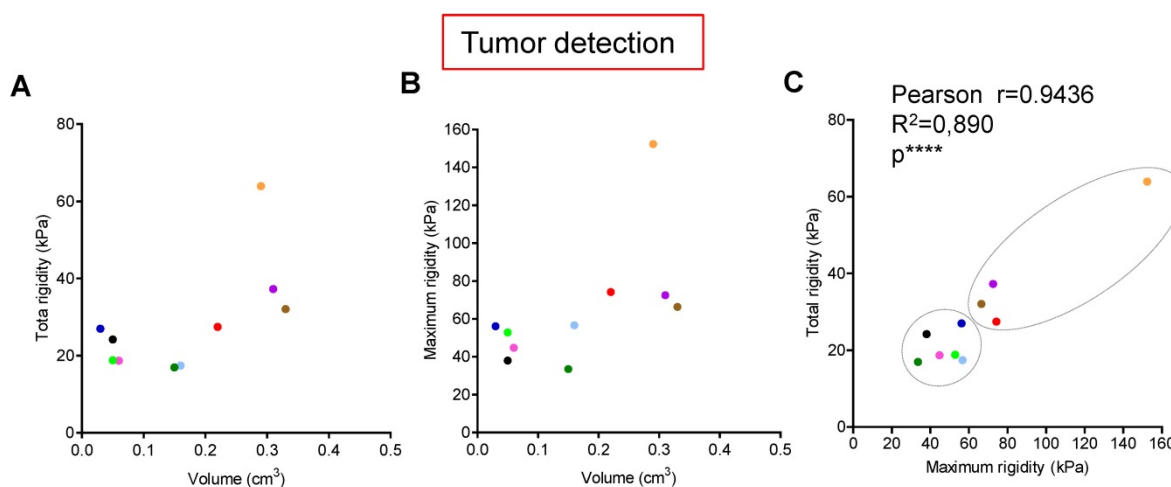 Tumor detection
A
80
60
40
20
0
Tota rigidity (kPa)
0.0 0.1 0.2 0.3 0.4 0.5
Volume (cm³)
B
160
140
120
100
80
60
40
20
0
Maximum rigidity (kPa)
0.0 0.1 0.2 0.3 0.4 0.5
Volume (cm³)
C
Pearson r=0.9436
R²=0,890
p****
80
60
40
20
0
Total rigidity (kPa)
0 20 40 60 80 100 120 140 160
Maximum rigidity (kPa)